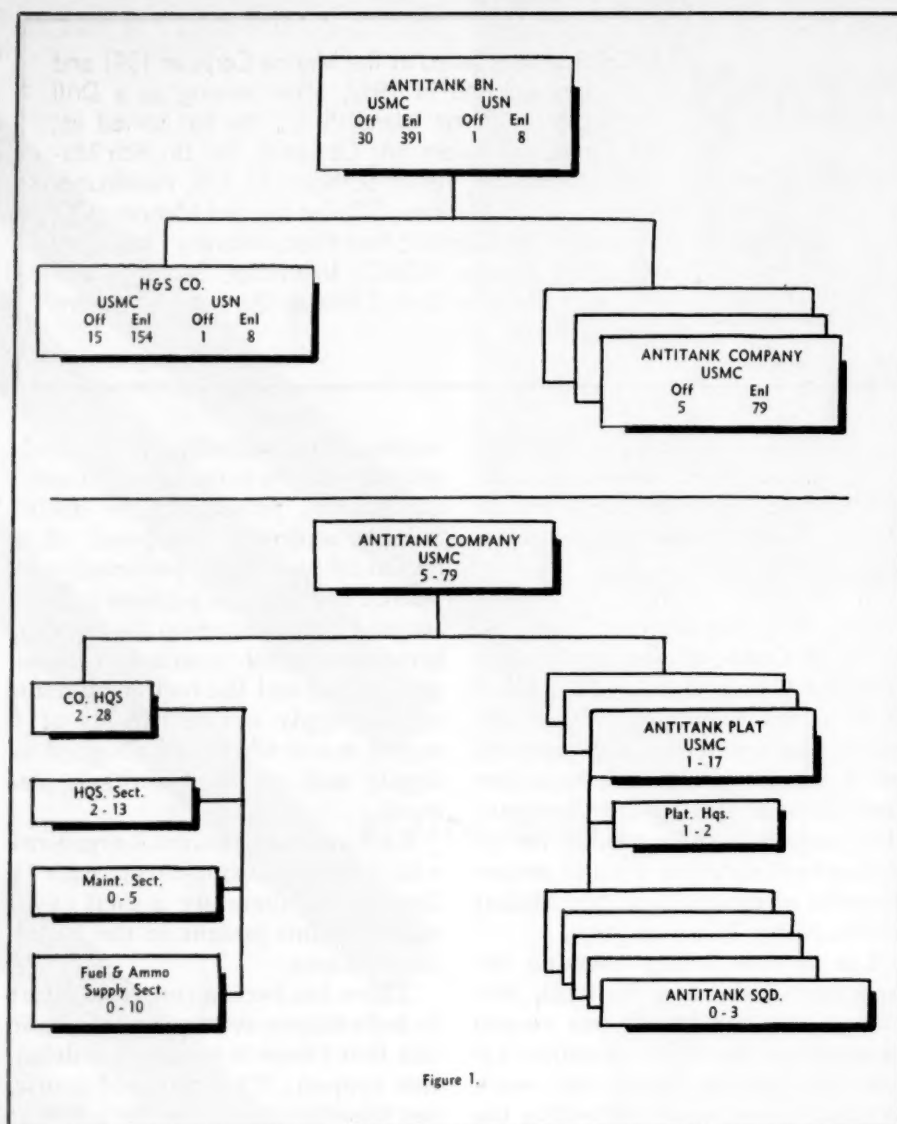 ANTITANK BN.
USMC USN
Off Enl Off Enl
30 391 1 8
H&S CO.
USMC USN
Off Enl Off Enl
15 154 1 8
ANTITANK COMPANY
USMC
Off Enl
5 79
ANTITANK COMPANY
USMC
5 - 79
CO. HQS
2 - 28
HQS. Sect.
2 - 13
Maint. Sect.
0 - 5
Fuel & Ammo
Supply Sect.
0 - 10
ANTITANK PLAT
USMC
1 - 17
Plat. Hqs.
1 - 2
ANTITANK SQD.
0 - 3
Figure 1.